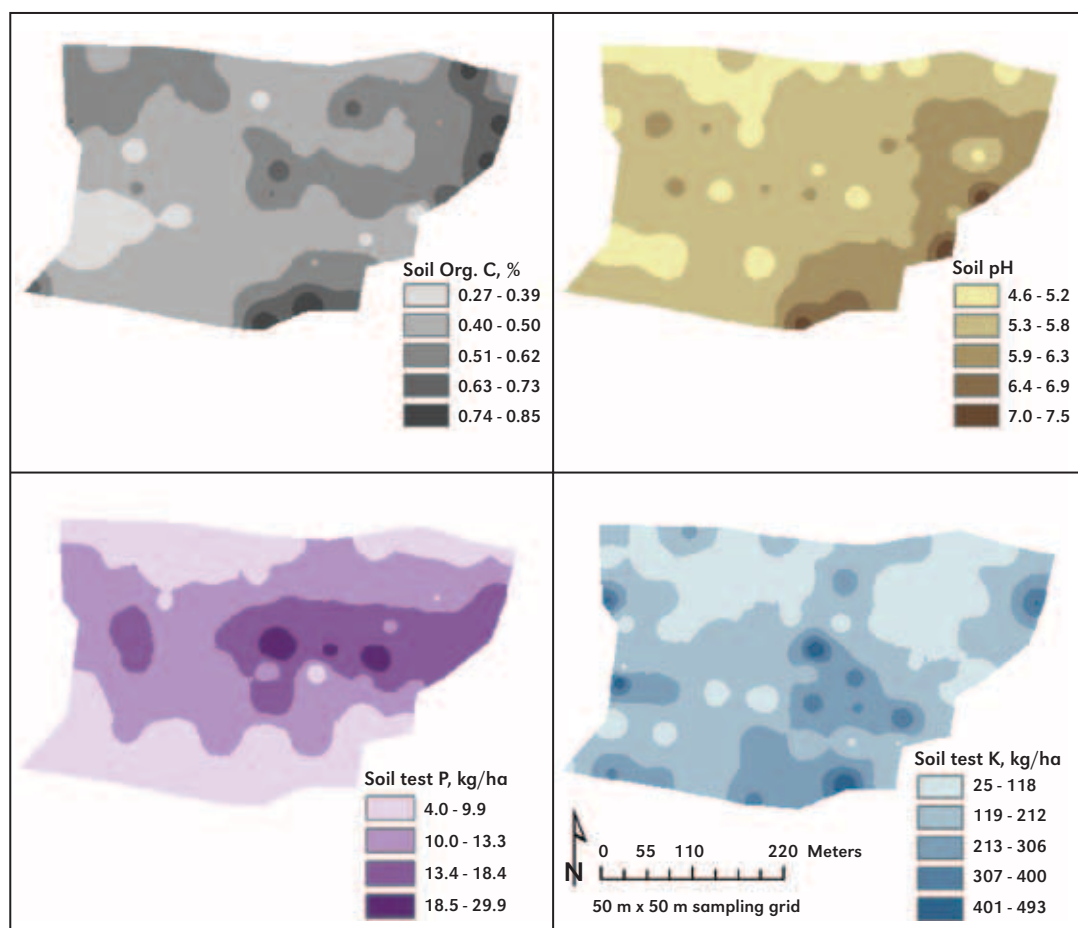 Soil Org. C, %
0.27 - 0.39
0.40 - 0.50
0.51 - 0.62
0.63 - 0.73
0.74 - 0.85
Soil pH
4.6 - 5.2
5.3 - 5.8
5.9 - 6.3
6.4 - 6.9
7.0 - 7.5
Soil test P, kg/ha
4.0 - 9.9
10.0 - 13.3
13.4 - 18.4
18.5 - 29.9
Soil test K, kg/ha
25 - 118
119 - 212
213 - 306
307 - 400
401 - 493
N
0 55 110 220 Meters
50 m x 50 m sampling grid